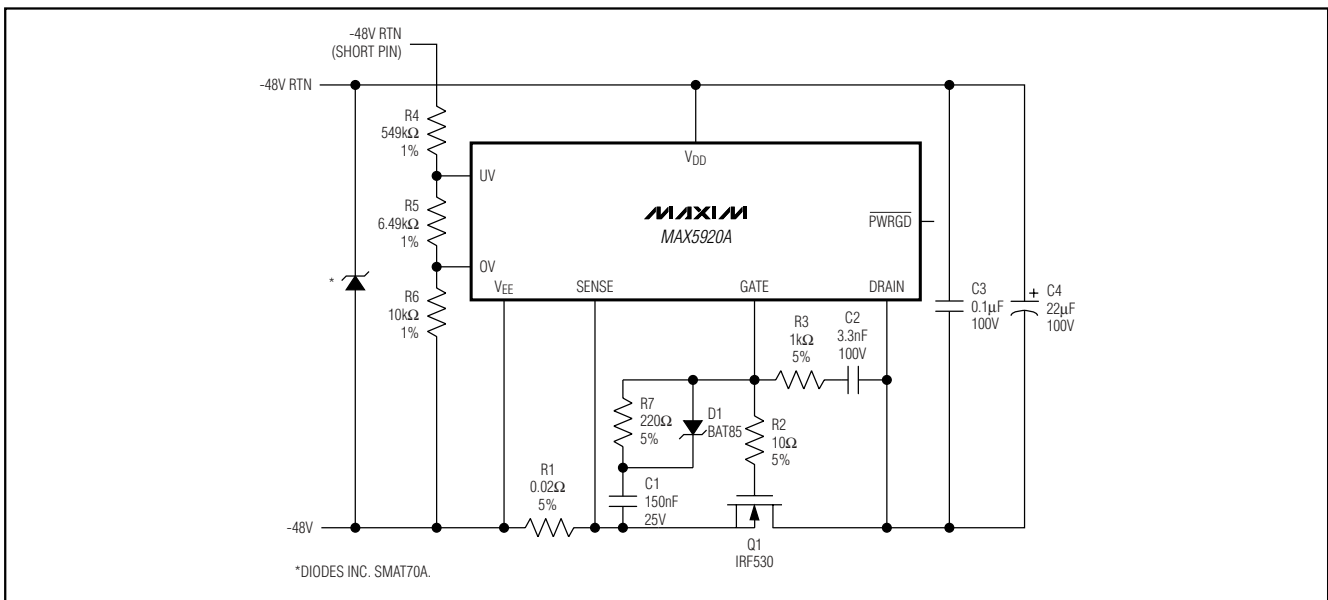 -48V RTN
(SHORT PIN)
-48V RTN
R4
549kΩ
1%
VDD
UV
R5
6.49kΩ
1%
MAXIM
MAX5920A
PWRGD
OV
*
R6
10kΩ
1%
VEE
SENSE
GATE
DRAIN
C3
0.1µF
100V
+
C4
22µF
100V
R3
1kΩ
5%
C2
3.3nF
100V
R7
220Ω
5%
D1
BAT85
R2
10Ω
5%
R1
0.02Ω
5%
C1
150nF
25V
-48V
Q1
IRF530
*DIODES INC. SMAT70A.